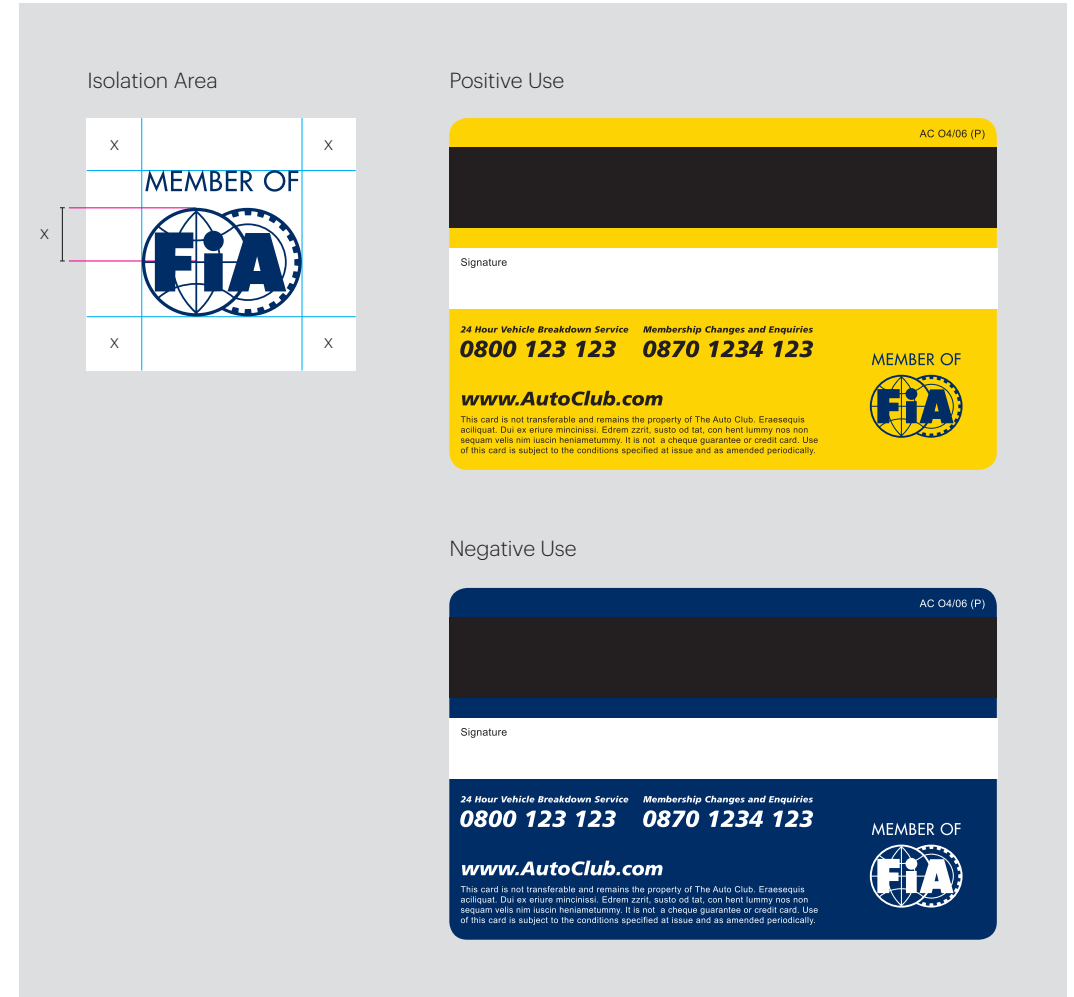 Isolation Area
X
X
MEMBER OF
X
FiA
X
X
Positive Use
AC O4/06 (P)
Signature
24 Hour Vehicle Breakdown Service
0800 123 123
Membership Changes and Enquiries
0870 1234 123
www.AutoClub.com
This card is not transferable and remains the property of The Auto Club. Eraesequis
aciliquat. Dui ex eriure mincinissi. Edrem zzrit, susto od tat, con hent lummy nos non
sequam velis nim iuscin heniametummy. It is not  a cheque guarantee or credit card. Use
of this card is subject to the conditions specified at issue and as amended periodically.
MEMBER OF
FiA
Negative Use
AC O4/06 (P)
Signature
24 Hour Vehicle Breakdown Service
0800 123 123
Membership Changes and Enquiries
0870 1234 123
www.AutoClub.com
This card is not transferable and remains the property of The Auto Club. Eraesequis
aciliquat. Dui ex eriure mincinissi. Edrem zzrit, susto od tat, con hent lummy nos non
sequam velis nim iuscin heniametummy. It is not  a cheque guarantee or credit card. Use
of this card is subject to the conditions specified at issue and as amended periodically.
MEMBER OF
FiA